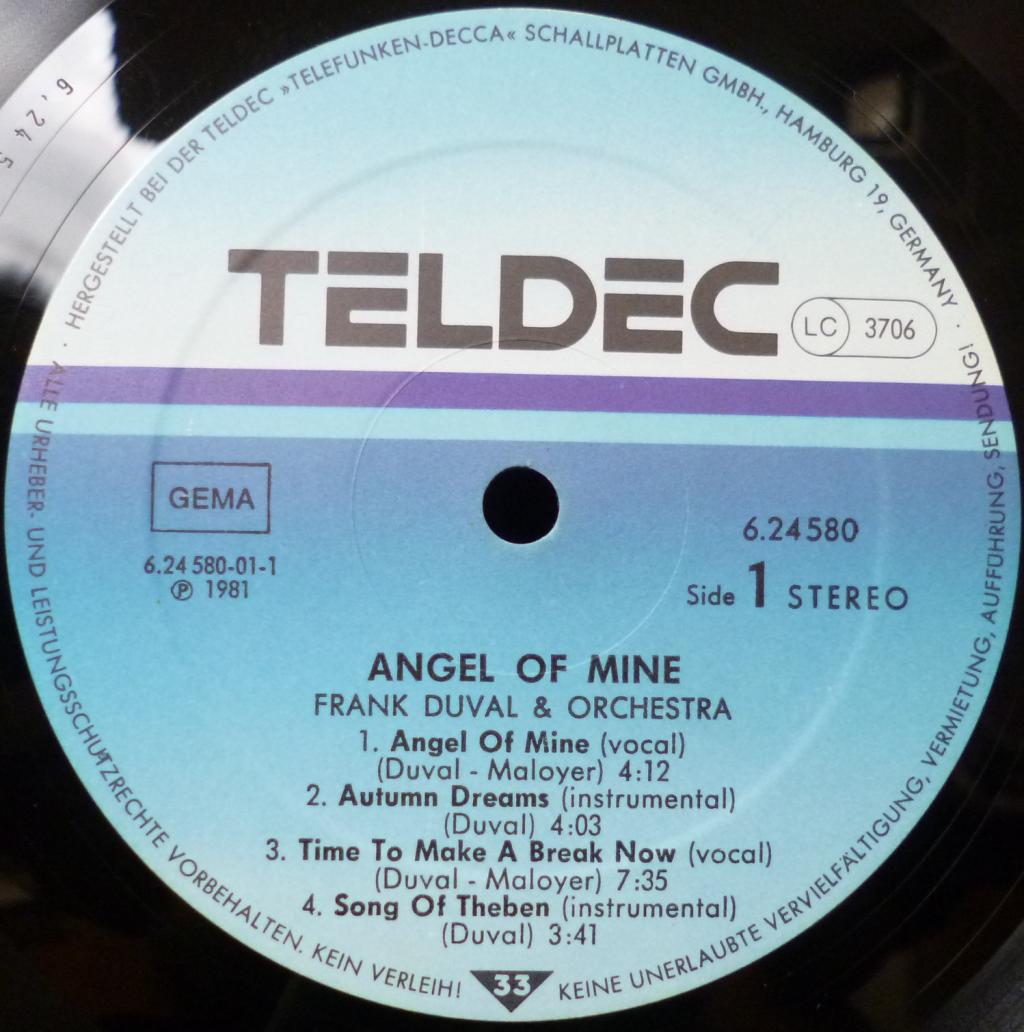 HERGESTELLT BEI DER TELDEC »TELEFUNKEN-DECCA« SCHALLPLATTEN GMBH., HAMBURG 19, GERMANY ·
6.24 5
TELDEC
LC 3706
GEMA
6.24 580-01-1
℗ 1981
6.24580
Side 1 STEREO
ANGEL OF MINE
FRANK DUVAL & ORCHESTRA
1. Angel Of Mine (vocal)
(Duval - Maloyer) 4:12
2. Autumn Dreams (instrumental)
(Duval) 4:03
3. Time To Make A Break Now (vocal)
(Duval - Maloyer) 7:35
4. Song Of Theben (instrumental)
(Duval) 3:41
33
· ALLE URHEBER- UND LEISTUNGSSCHUTZRECHTE VORBEHALTEN. KEIN VERLEIH! KEINE UNERLAUBTE VERVIELFÄLTIGUNG, VERMIETUNG, AUFFÜHRUNG, SENDUNG!